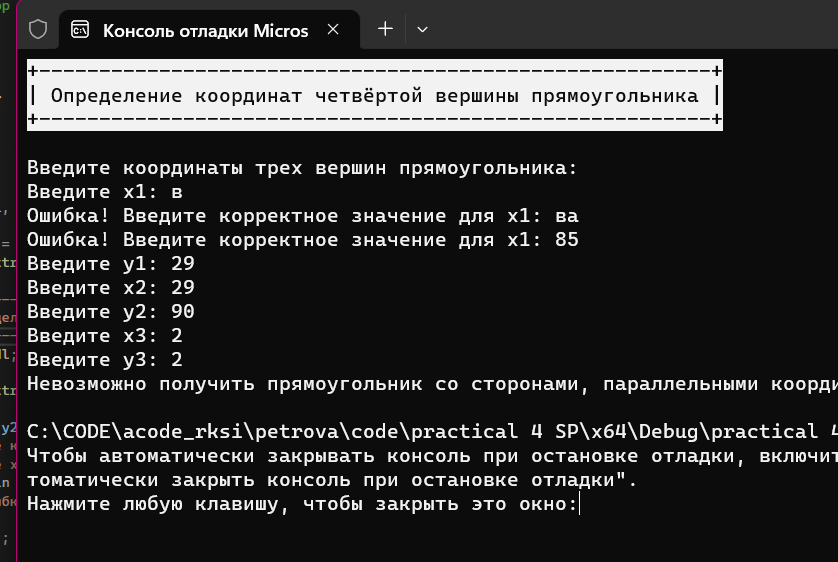 Консоль отладки Micros
+--------------------------------------------------------+
| Определение координат четвёртой вершины прямоугольника |
+--------------------------------------------------------+
Введите координаты трех вершин прямоугольника:
Введите x1: в
Ошибка! Введите корректное значение для x1: ва
Ошибка! Введите корректное значение для x1: 85
Введите y1: 29
Введите x2: 29
Введите y2: 90
Введите x3: 2
Введите y3: 2
Невозможно получить прямоугольник со сторонами, параллельными
C:\CODE\acode_rksi\petrova\code\practical 4 SP\x64\Debug\practical
Чтобы автоматически закрывать консоль при остановке отладки,
томатически закрыть консоль при остановке отладки".
Нажмите любую клавишу, чтобы закрыть это окно: